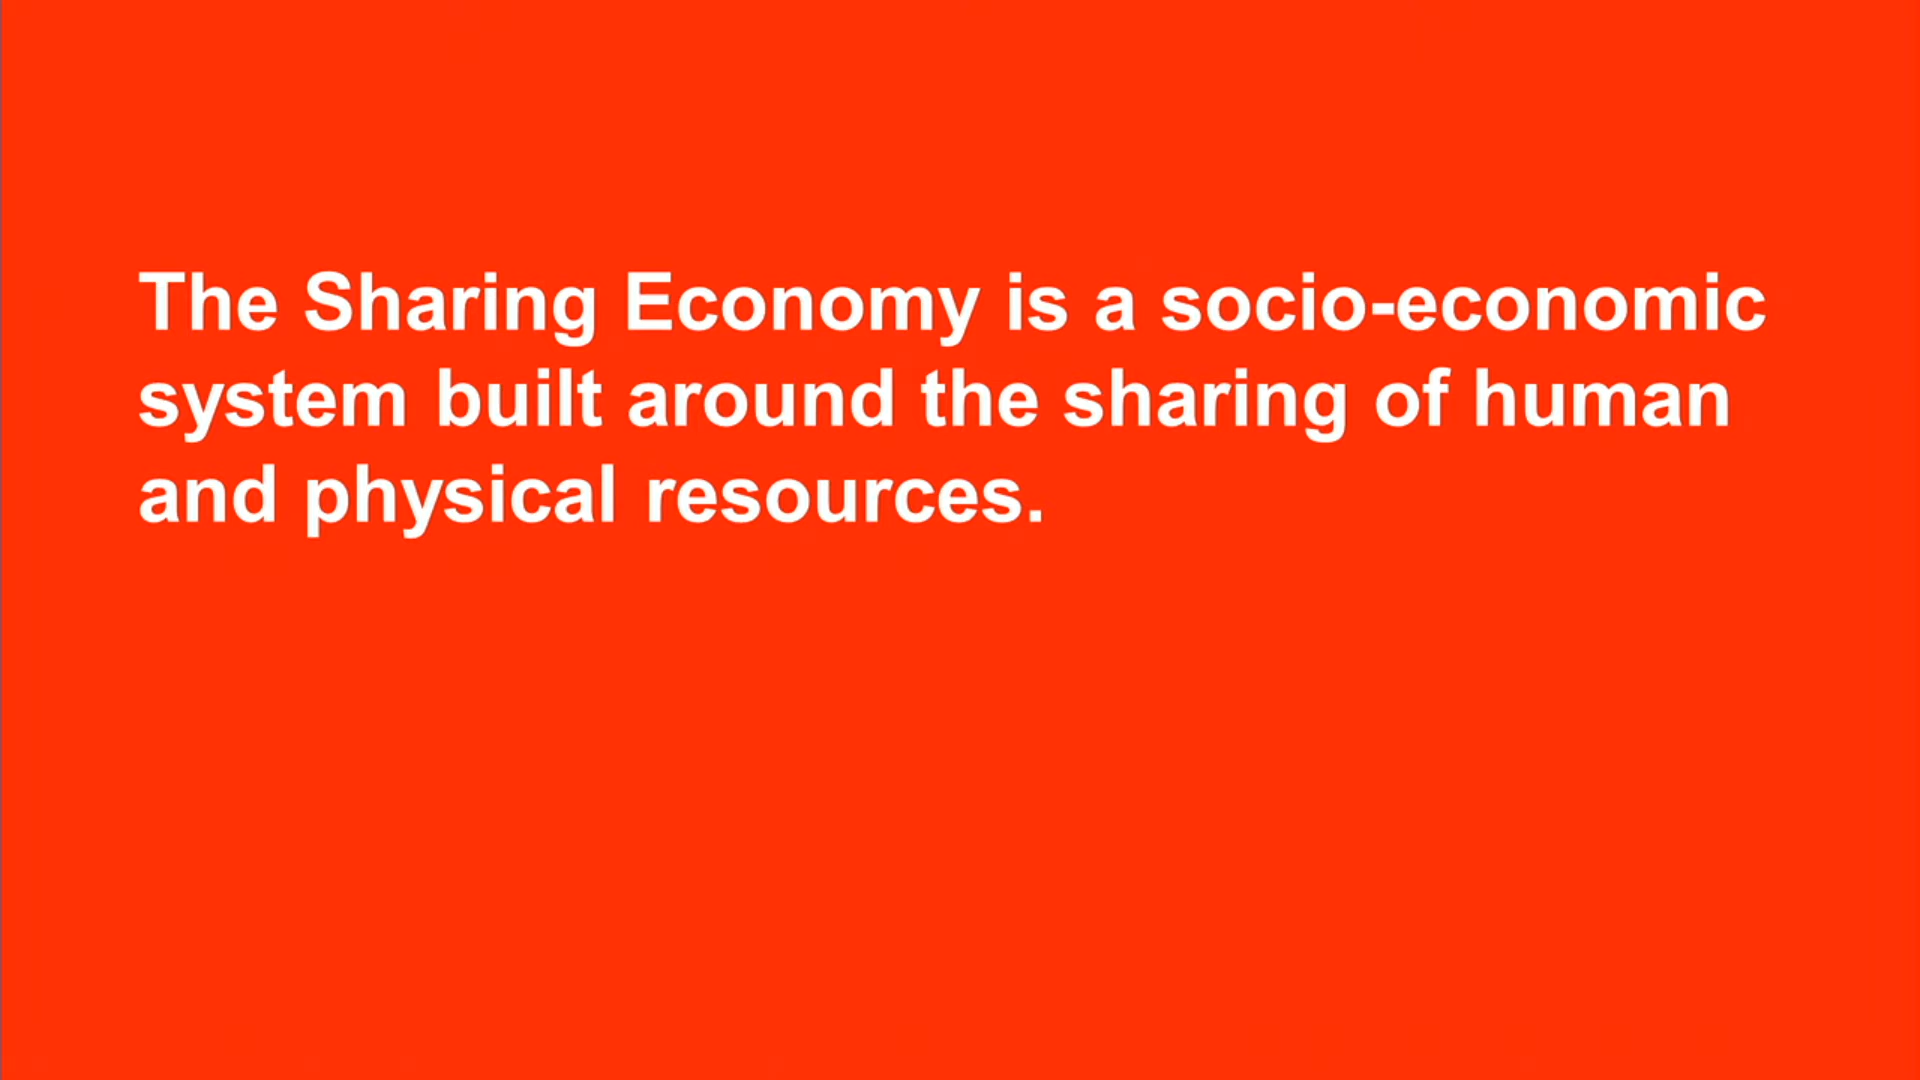 The Sharing Economy is a socio-economic
system built around the sharing of human
and physical resources.